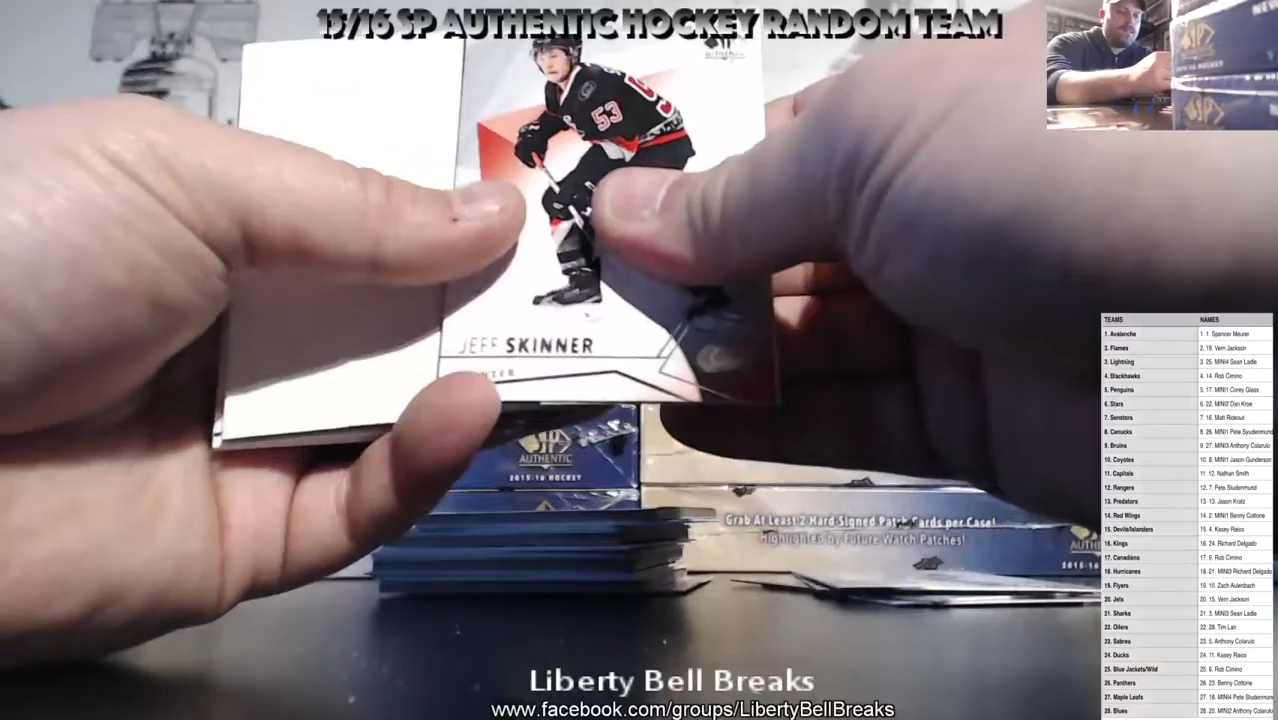 15/16 SP AUTHENTIC HOCKEY RANDOM TEAM
53
JEFF SKINNER
AUTHENTIC
2015-16 HOCKEY
Grab At Least 2 Hard-Signed Patch Cards per Case!
Highlighted by Future Watch Patches!
TEAMS NAMES
1. Avalanche 1. 1. Spencer Meurer
2. Flames 2. 19. Vern Jackson
3. Lightning 3. 25. MINI4 Sean Ladle
4. Blackhawks 4. 14. Rob Cimino
5. Penguins 5. 17. MINI1 Corey Glass
6. Stars 6. 22. MINI2 Dan Kroe
7. Senators 7. 16. Matt Rideout
8. Canucks 8. 26. MINI1 Pete Syudenmund
9. Bruins 9. 27. MINI3 Anthony Colarulo
10. Coyotes 10. 8. MINI1 Jason Gunderson
11. Capitals 11. 12. Nathan Smith
12. Rangers 12. 7. Pete Studenmund
13. Predators 13. 13. Jason Kratz
14. Red Wings 14. 2. MINI1 Benny Cottone
15. Devils/Islanders 15. 4. Kasey Raios
16. Kings 16. 24. Richard Delgado
17. Canadiens 17. 9. Rob Cimino
18. Hurricanes 18. 21. MINI3 Richard Delgado
19. Flyers 19. 10. Zach Aulenbach
20. Jets 20. 15. Vern Jackson
21. Sharks 21. 3. MINI3 Sean Ladle
22. Oilers 22. 28. Tim Lan
23. Sabres 23. 5. Anthony Colarulo
24. Ducks 24. 11. Kasey Raios
25. Blue Jackets/Wild 25. 6. Rob Cimino
26. Panthers 26. 23. Benny Cottone
27. Maple Leafs 27. 18. MINI4 Pete Studenmun
28. Blues 28. 20. MINI2 Anthony Colarulo
Liberty Bell Breaks
www.facebook.com/groups/LibertyBellBreaks